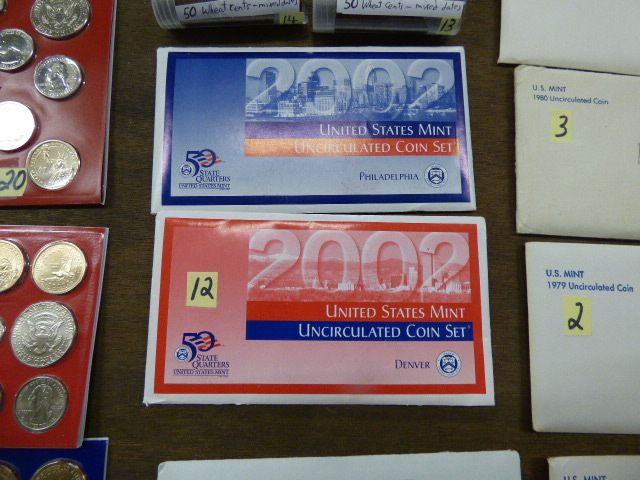 50 Wheat Cents - mixed dates
14
50 Wheat Cents - mixed dates
13
2002
UNITED STATES MINT
UNCIRCULATED COIN SET
50
STATE
QUARTERS
UNITED STATES MINT
PHILADELPHIA
2002
12
UNITED STATES MINT
UNCIRCULATED COIN SET
50
STATE
QUARTERS
UNITED STATES MINT
DENVER
20
U.S. MINT
1980 Uncirculated Coin
3
U.S. MINT
1979 Uncirculated Coin
2
U.S. MINT